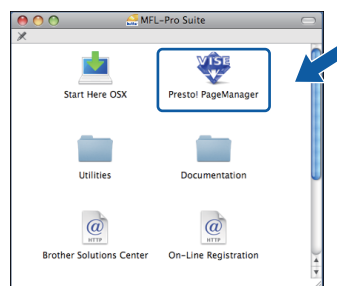 MFL-Pro Suite
VISE
Start Here OSX
Presto! PageManager
Utilities
Documentation
@
HTTP
@
HTTP
Brother Solutions Center
On-Line Registration